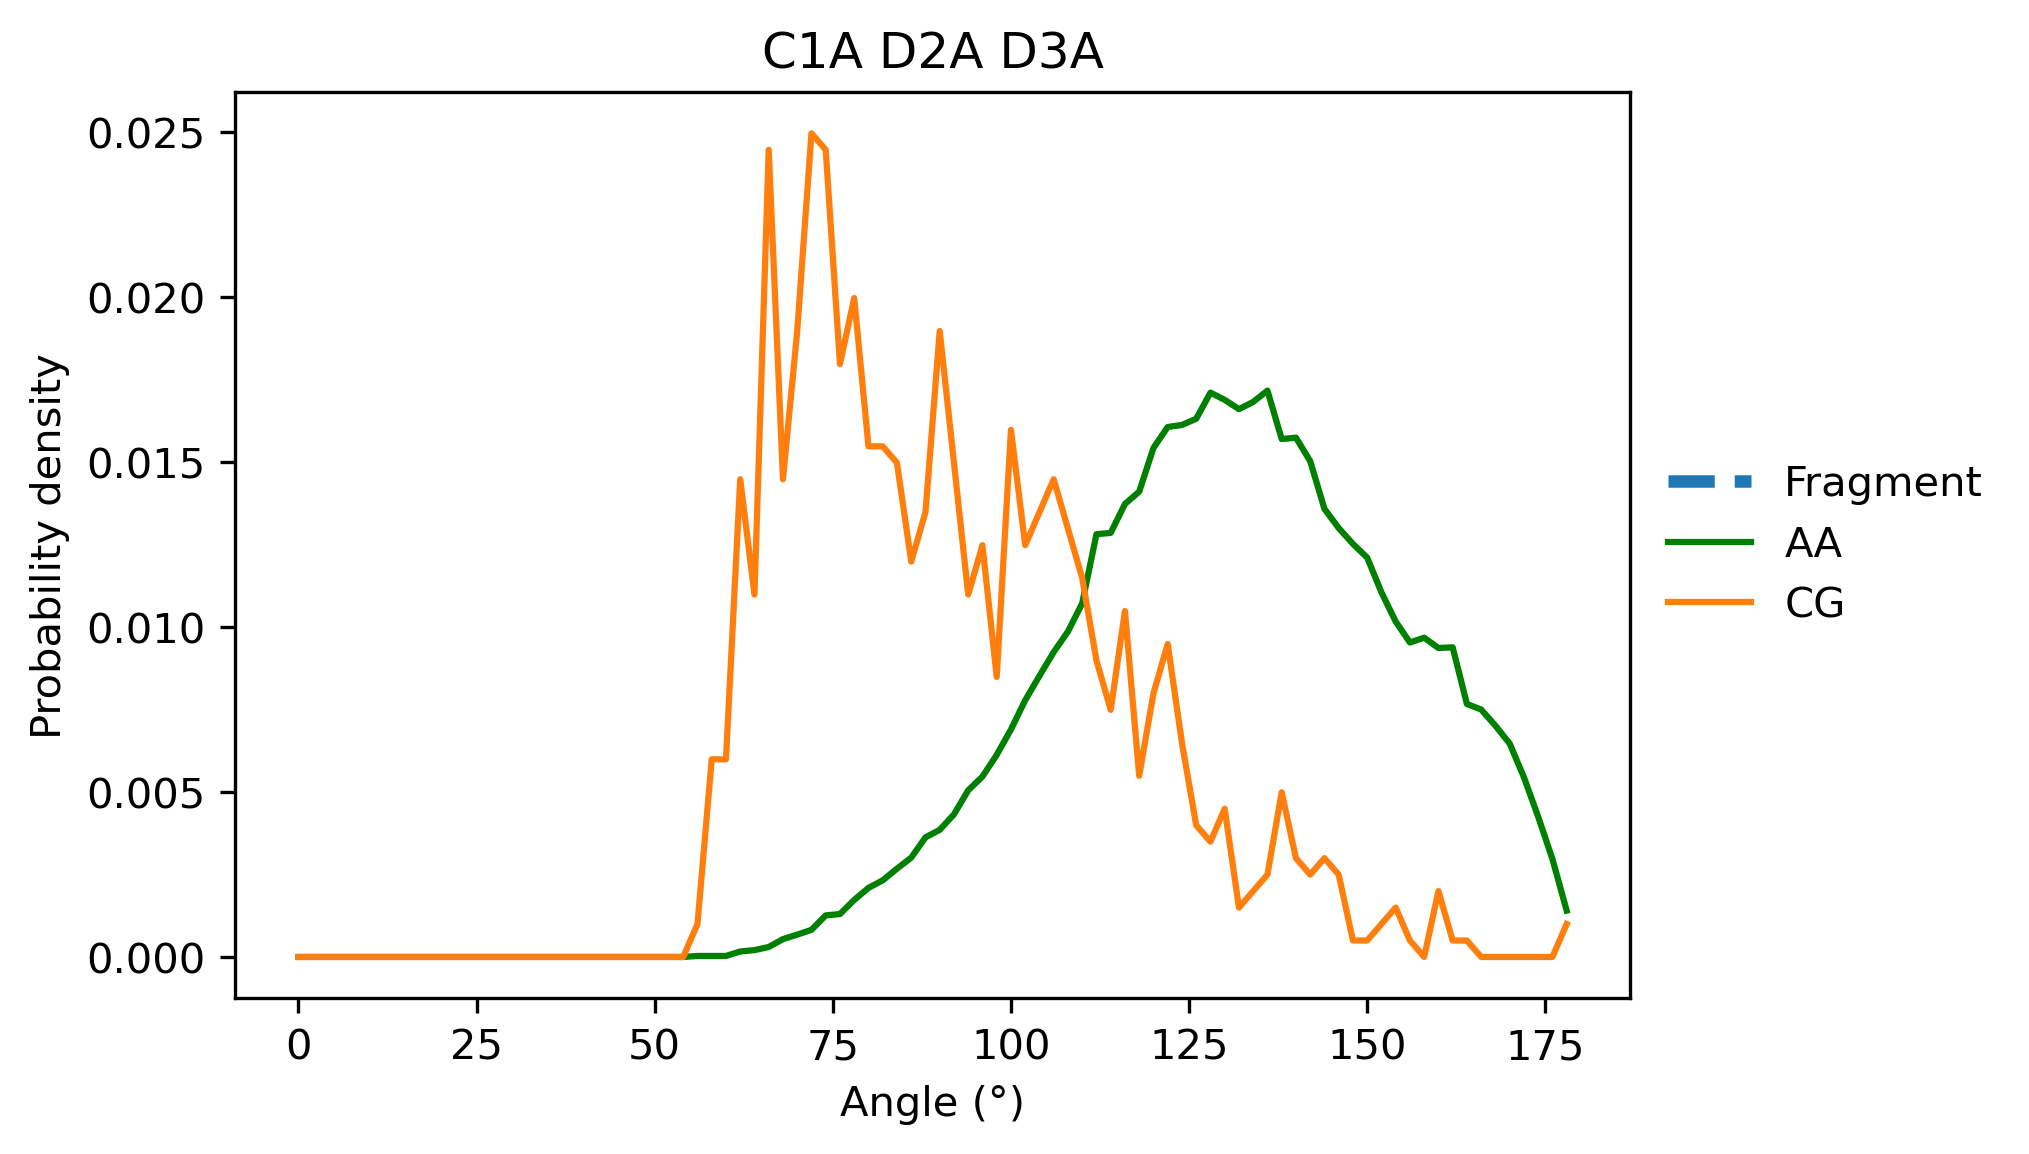 C1A D2A D3A
0.025
0.020
0.015
0.010
0.005
0.000
Probability density
0 25 50 75 100 125 150 175
Angle (°)
Fragment
AA
CG